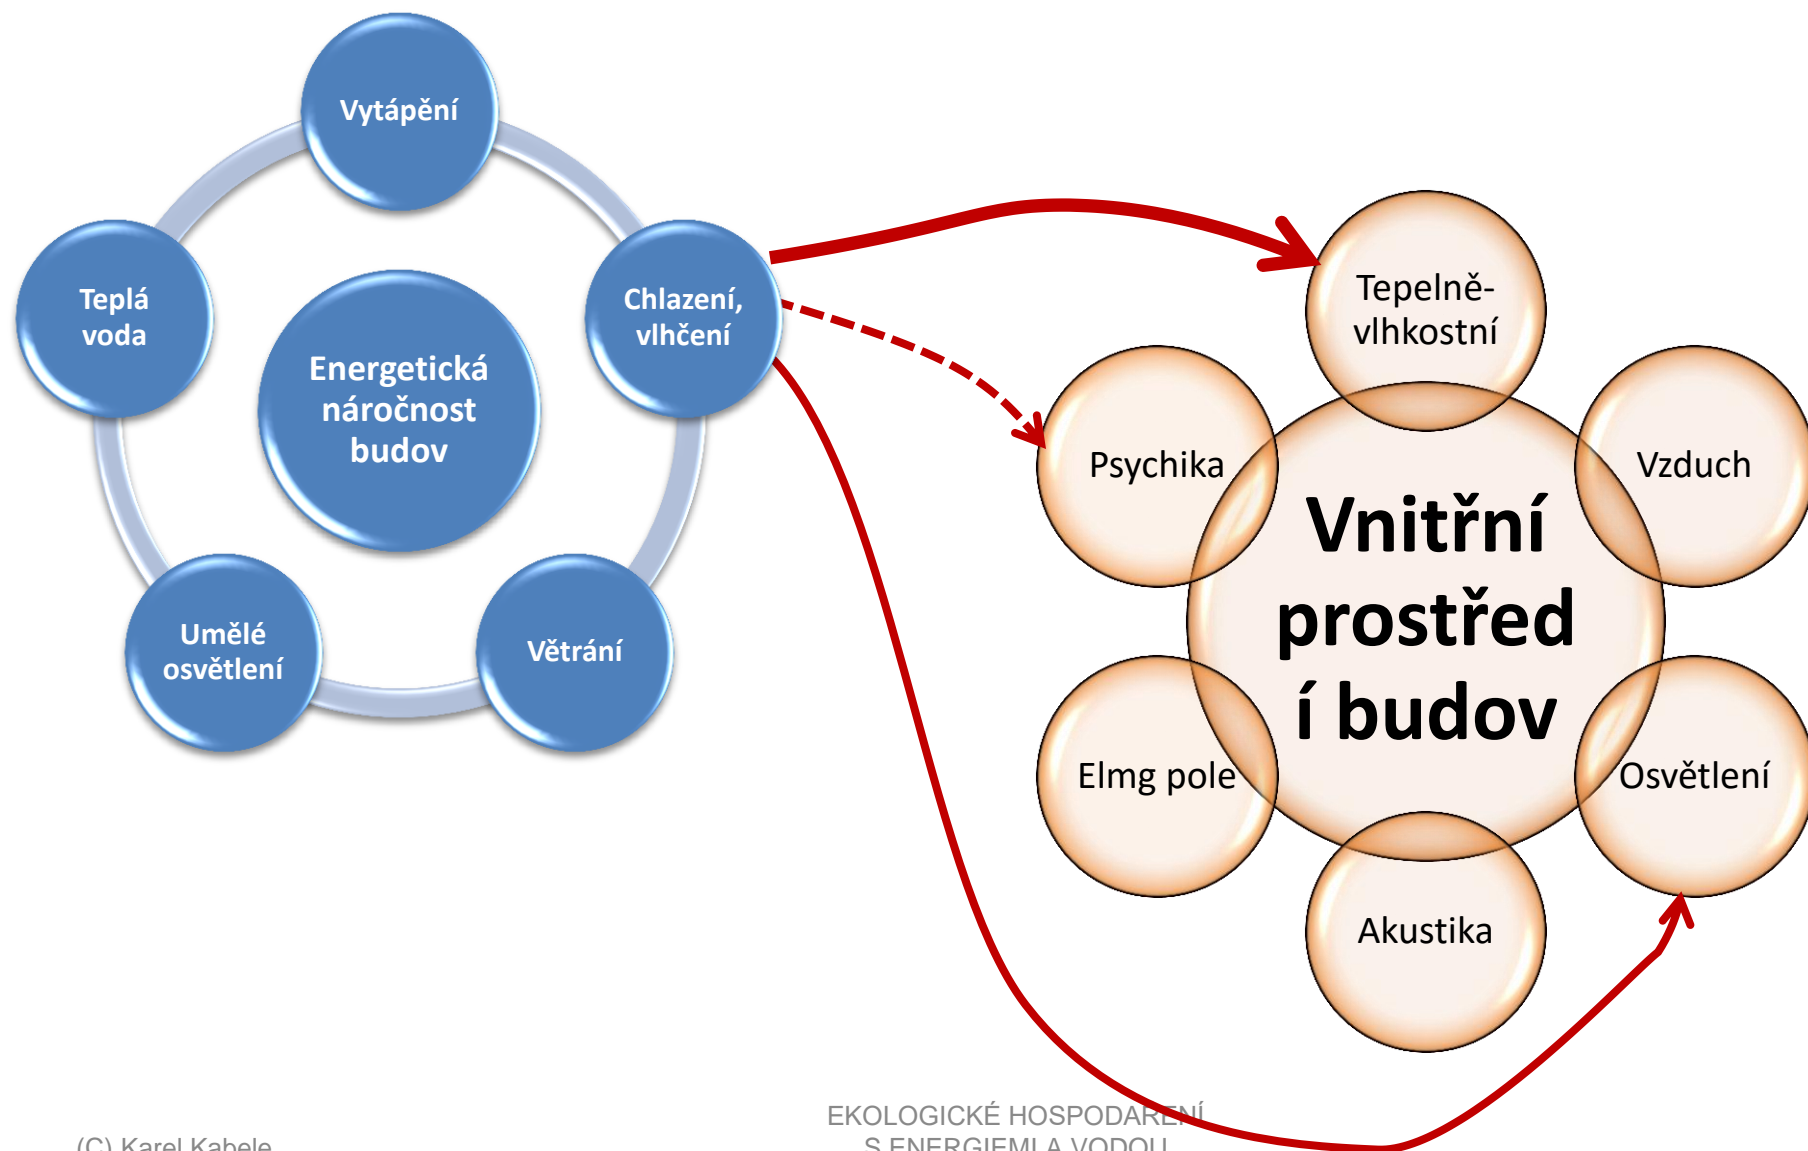 Vytápění
Chlazení,
vlhčení
Větrání
Umělé
osvětlení
Teplá
voda
Energetická
náročnost
budov
Tepelně-
vlhkostní
Vzduch
Osvětlení
Akustika
Elmg pole
Psychika
Vnitřní
prostřed
í budov
(C) Karel Kabele
EKOLOGICKÉ HOSPODAŘENÍ
S ENERGIEMI A VODOU